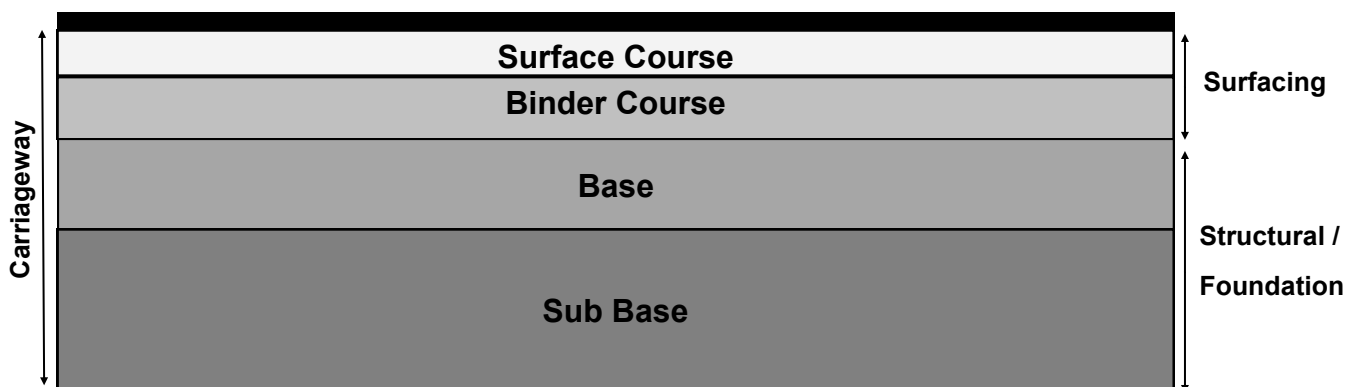 Surface Course
Binder Course
Base
Sub Base
Carriageway
Surfacing
Structural /
Foundation